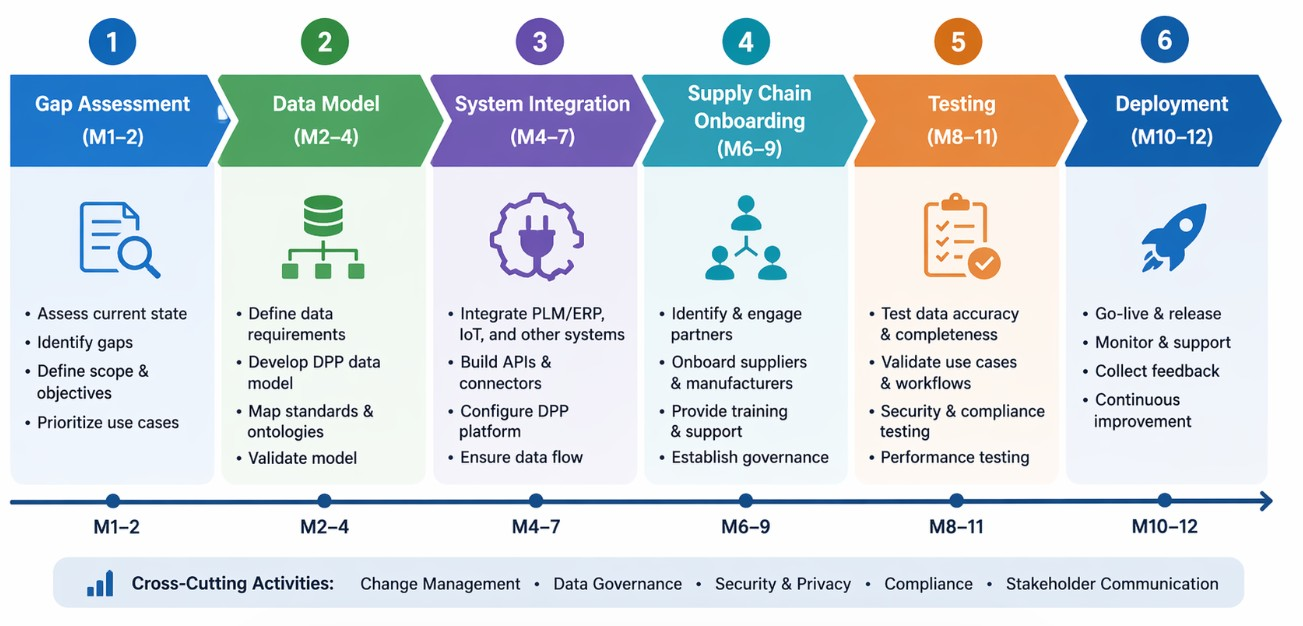 1
Gap Assessment
(M1–2)
• Assess current state
• Identify gaps
• Define scope &
objectives
• Prioritize use cases
2
Data Model
(M2–4)
• Define data
requirements
• Develop DPP data
model
• Map standards &
ontologies
• Validate model
3
System Integration
(M4–7)
• Integrate PLM/ERP,
IoT, and other systems
• Build APIs &
connectors
• Configure DPP
platform
• Ensure data flow
4
Supply Chain
Onboarding
(M6–9)
• Identify & engage
partners
• Onboard suppliers
& manufacturers
• Provide training
& support
• Establish governance
5
Testing
(M8–11)
• Test data accuracy
& completeness
• Validate use cases
& workflows
• Security & compliance
testing
• Performance testing
6
Deployment
(M10–12)
• Go-live & release
• Monitor & support
• Collect feedback
• Continuous
improvement
M1–2 M2–4 M4–7 M6–9 M8–11 M10–12
Cross-Cutting Activities: Change Management • Data Governance • Security & Privacy • Compliance • Stakeholder Communication